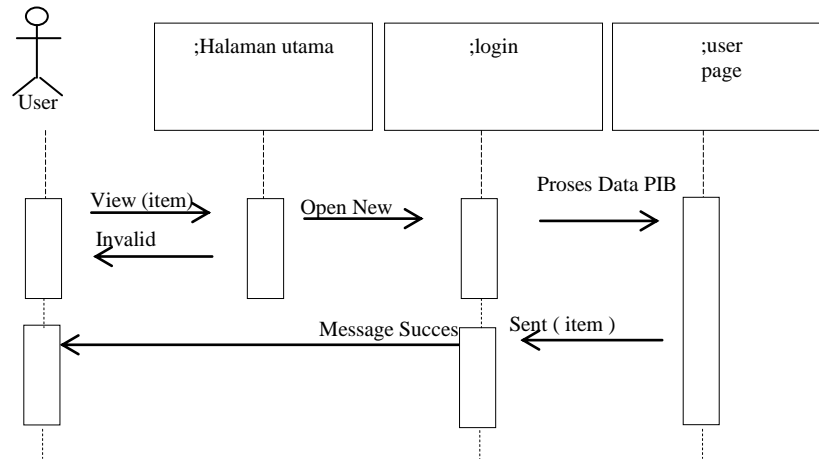 User
;Halaman utama
;login
;user
page
View (item)
Open New
Proses Data PIB
Invalid
Message Succes
Sent ( item )